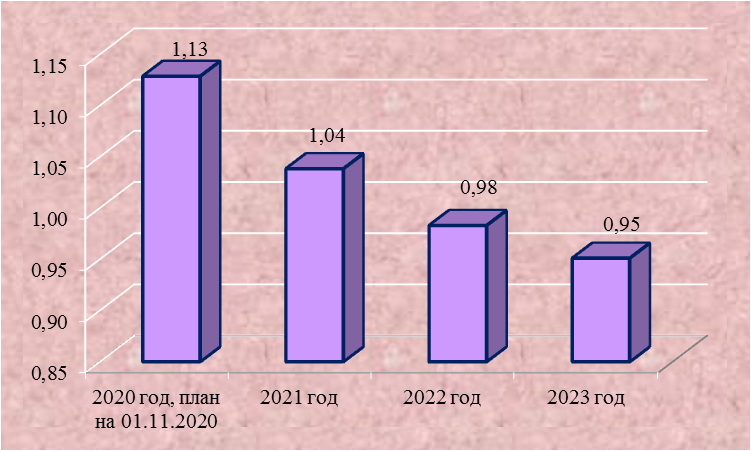 1,13
1,15
1,10
1,04
1,05
0,98
1,00
0,95
0,95
0,90
0,85
2020 год, план
на 01.11.2020
2021 год
2022 год
2023 год